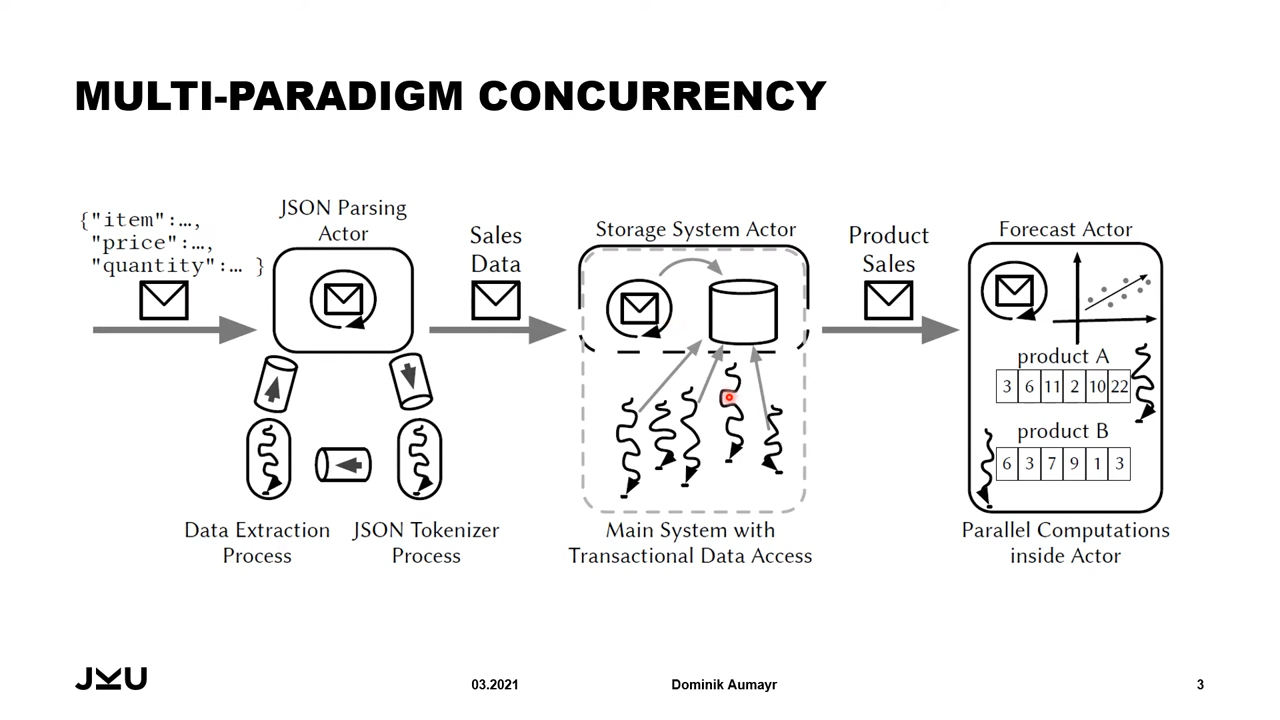 MULTI-PARADIGM CONCURRENCY
{"item":…,
"price":…,
"quantity":… }
JSON Parsing
Actor
Sales
Data
Storage System Actor
Product
Sales
Forecast Actor
product A
3 6 11 2 10 22
product B
6 3 7 9 1 3
Data Extraction
Process
JSON Tokenizer
Process
Main System with
Transactional Data Access
Parallel Computations
inside Actor
JKU
03.2021
Dominik Aumayr
3